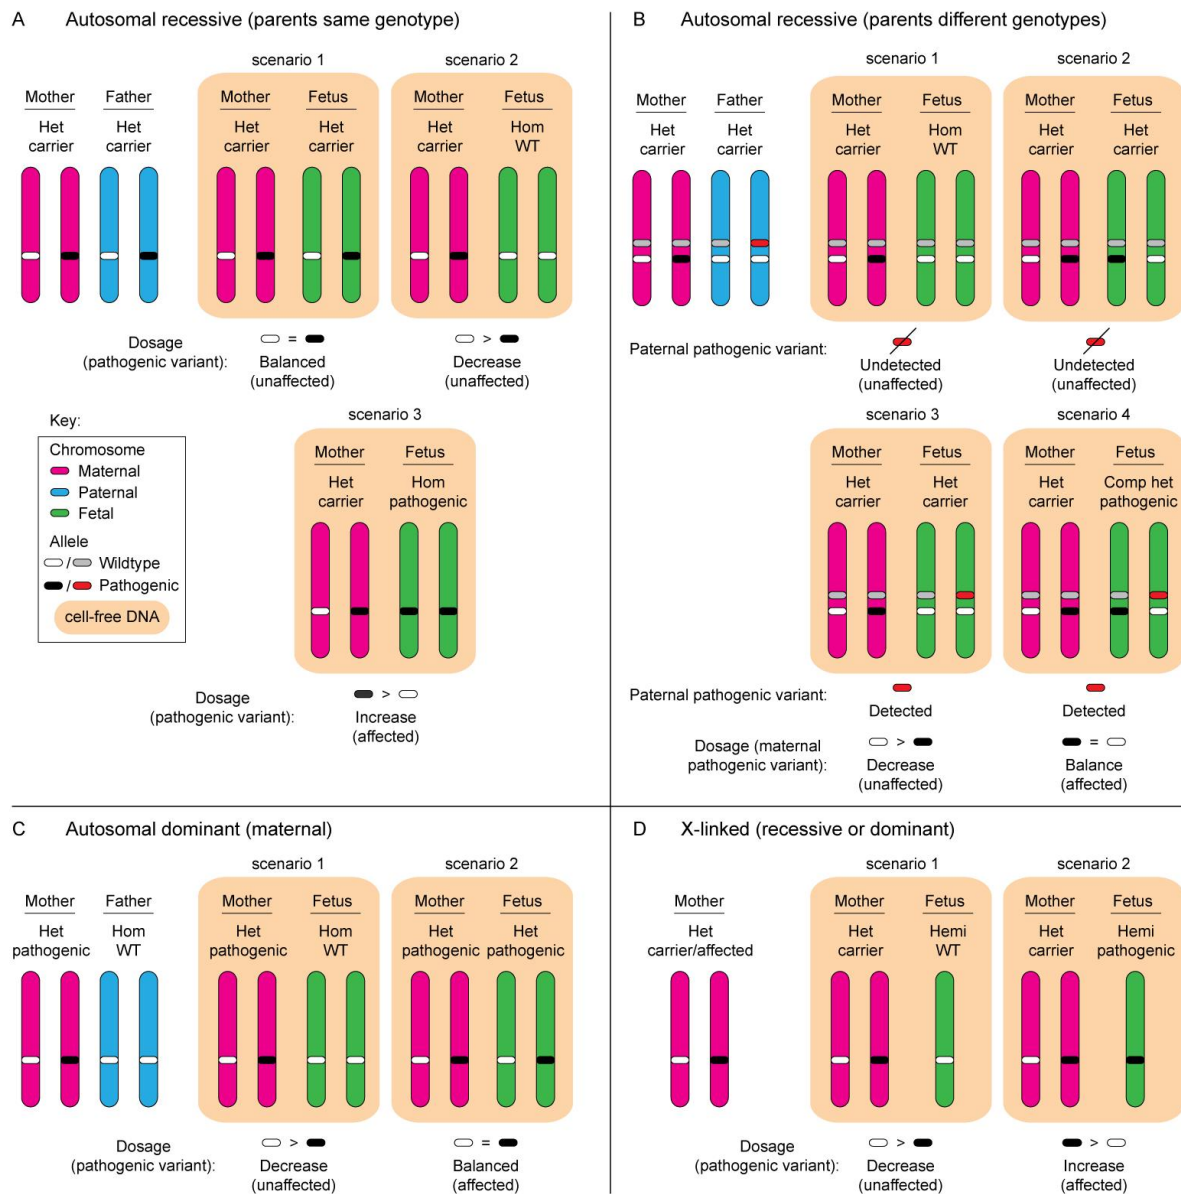 A Autosomal recessive (parents same genotype)
scenario 1 scenario 2
Mother Father Mother Fetus Mother Fetus
Het carrier Het carrier Het carrier Het carrier Het carrier Hom WT
Dosage (pathogenic variant):
= >
Balanced (unaffected) Decrease (unaffected)
Key:
Chromosome
Maternal
Paternal
Fetal
Allele
/ Wildtype
/ Pathogenic
cell-free DNA
scenario 3
Mother Fetus
Het carrier Hom pathogenic
Dosage (pathogenic variant):
>
Increase (affected)
B Autosomal recessive (parents different genotypes)
scenario 1 scenario 2
Mother Father Mother Fetus Mother Fetus
Het carrier Het carrier Het carrier Hom WT Het carrier Het carrier
Paternal pathogenic variant:
Undetected (unaffected) Undetected (unaffected)
scenario 3 scenario 4
Mother Fetus Mother Fetus
Het carrier Het carrier Het carrier Comp het pathogenic
Paternal pathogenic variant:
Detected Detected
Dosage (maternal pathogenic variant):
> =
Decrease (unaffected) Balance (affected)
C Autosomal dominant (maternal)
scenario 1 scenario 2
Mother Father Mother Fetus Mother Fetus
Het pathogenic Hom WT Het pathogenic Hom WT Het pathogenic Het pathogenic
Dosage (pathogenic variant):
> =
Decrease (unaffected) Balanced (affected)
D X-linked (recessive or dominant)
scenario 1 scenario 2
Mother Mother Fetus Mother Fetus
Het carrier/affected Het carrier Hemi WT Het carrier Hemi pathogenic
Dosage (pathogenic variant):
> >
Decrease (unaffected) Increase (affected)